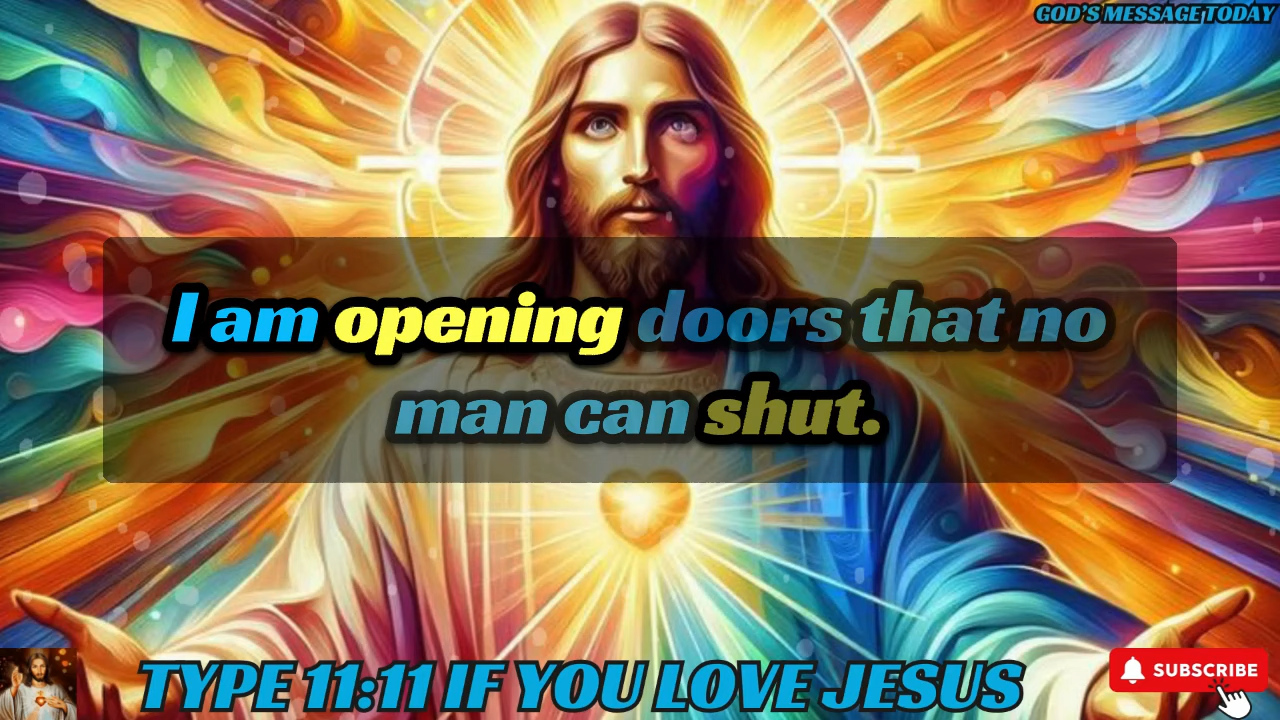 GOD'S MESSAGE TODAY
I am opening doors that no
man can shut.
TYPE 11:11 IF YOU LOVE JESUS
SUBSCRIBE